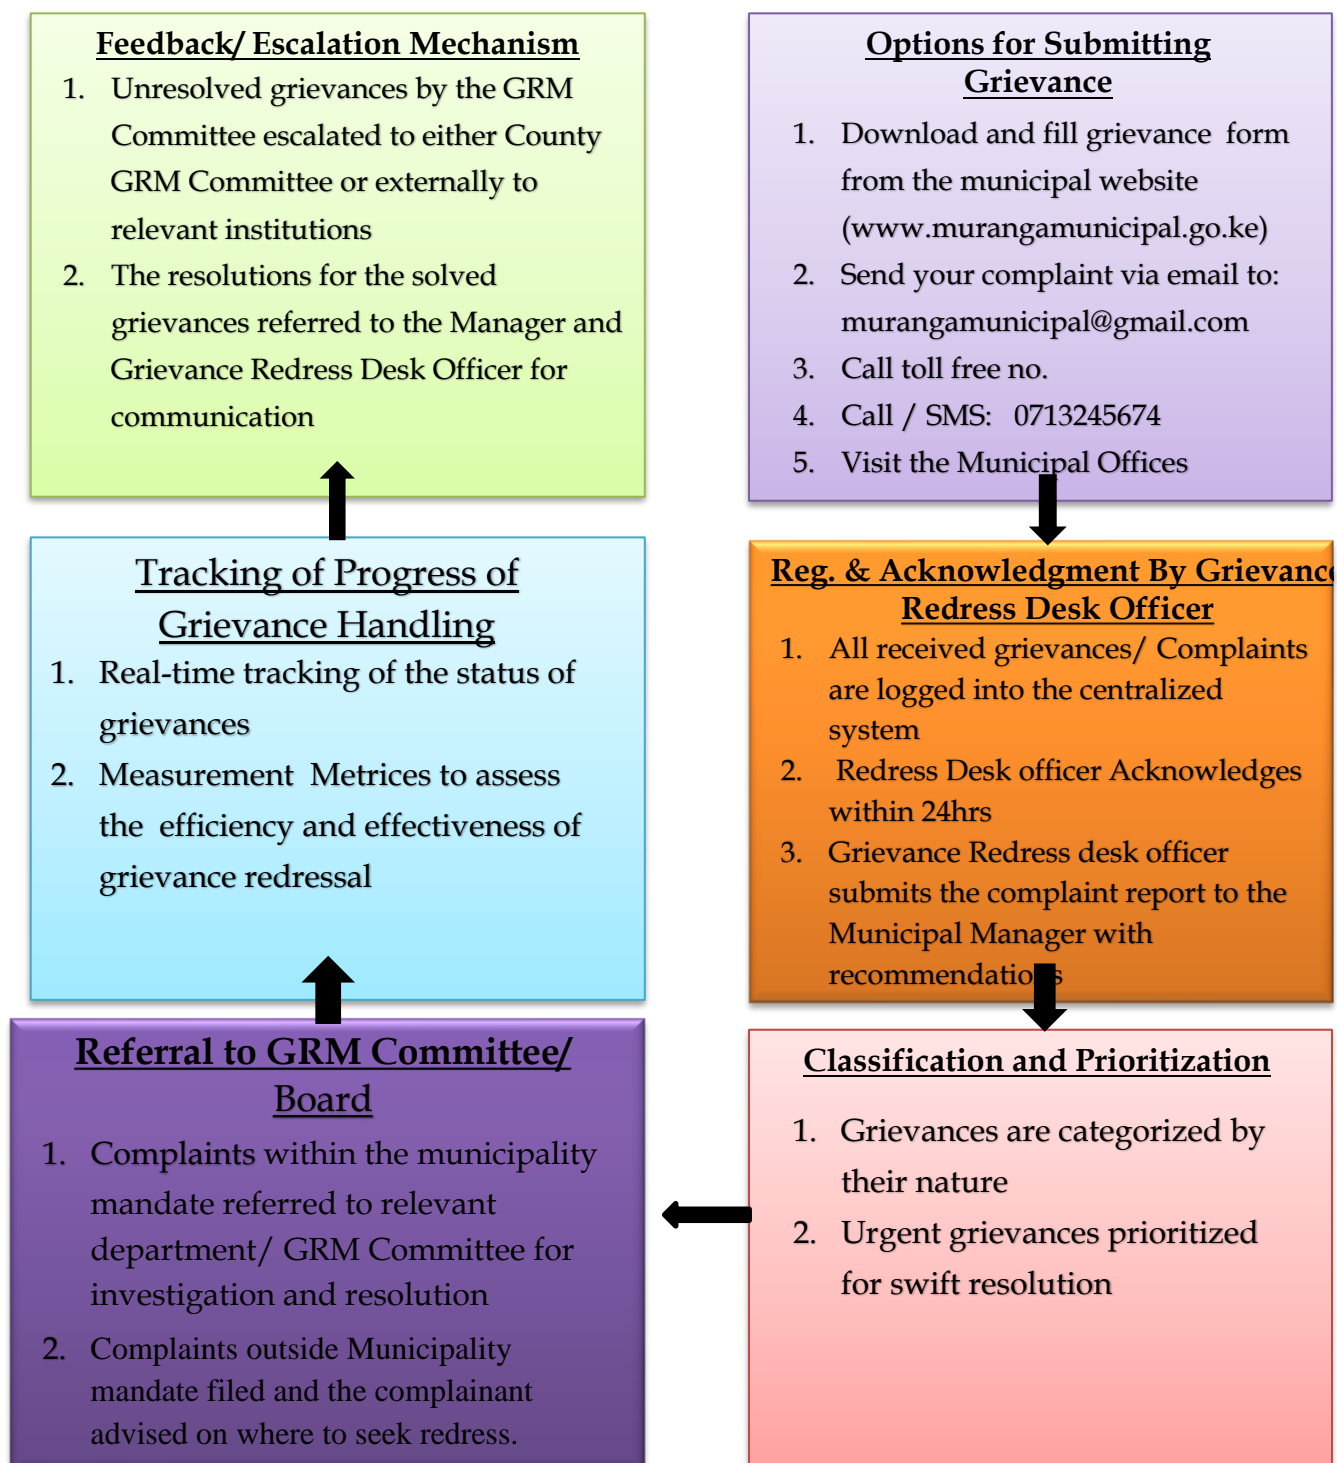 Feedback/ Escalation Mechanism
1. Unresolved grievances by the GRM
Committee escalated to either County
GRM Committee or externally to
relevant institutions
2. The resolutions for the solved
grievances referred to the Manager and
Grievance Redress Desk Officer for
communication
Options for Submitting
Grievance
1. Download and fill grievance form
from the municipal website
(www.murangamunicipal.go.ke)
2. Send your complaint via email to:
murangamunicipal@gmail.com
3. Call toll free no.
4. Call / SMS: 0713245674
5. Visit the Municipal Offices
Tracking of Progress of
Grievance Handling
1. Real-time tracking of the status of
grievances
2. Measurement Metrices to assess
the efficiency and effectiveness of
grievance redressal
Reg. & Acknowledgment By Grievance
Redress Desk Officer
1. All received grievances/ Complaints
are logged into the centralized
system
2. Redress Desk officer Acknowledges
within 24hrs
3. Grievance Redress desk officer
submits the complaint report to the
Municipal Manager with
recommendations
Referral to GRM Committee/
Board
1. Complaints within the municipality
mandate referred to relevant
department/ GRM Committee for
investigation and resolution
2. Complaints outside Municipality
mandate filed and the complainant
advised on where to seek redress.
Classification and Prioritization
1. Grievances are categorized by
their nature
2. Urgent grievances prioritized
for swift resolution